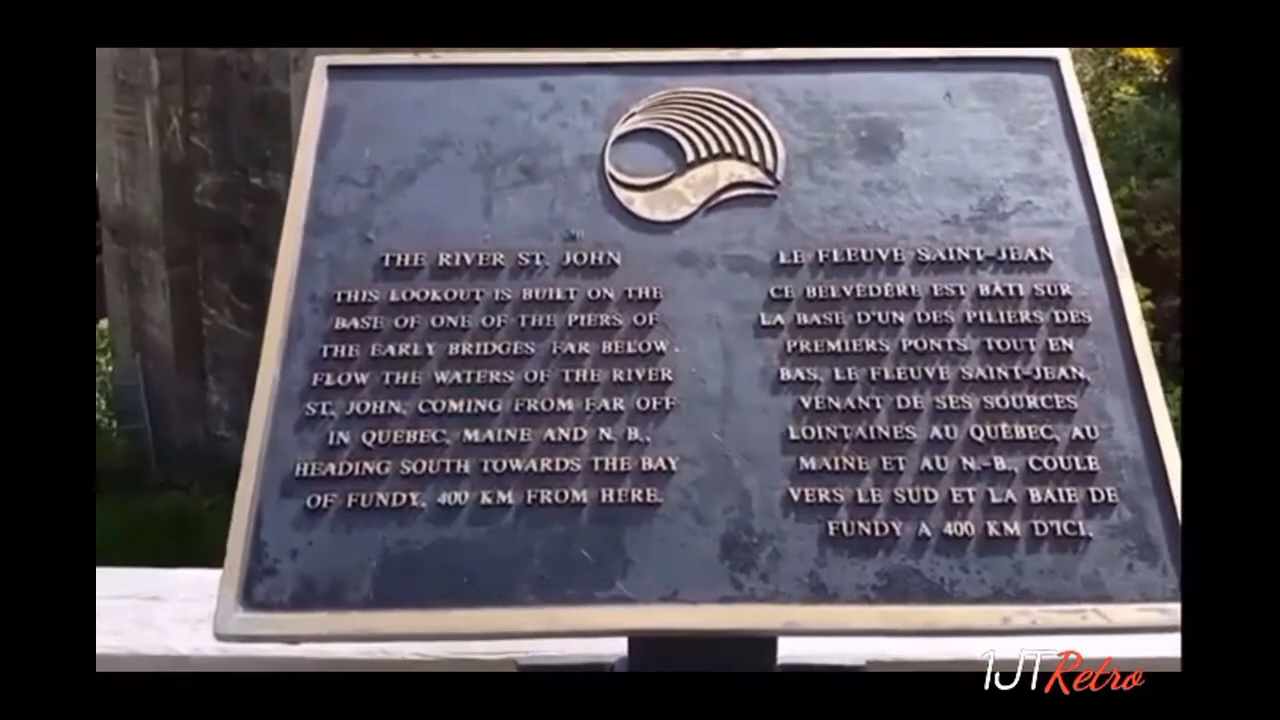 THE RIVER ST. JOHN
THIS LOOKOUT IS BUILT ON THE
BASE OF ONE OF THE PIERS OF
THE EARLY BRIDGES FAR BELOW.
FLOW THE WATERS OF THE RIVER
ST. JOHN, COMING FROM FAR OFF
IN QUEBEC, MAINE AND N.B.,
HEADING SOUTH TOWARDS THE BAY
OF FUNDY, 400 KM FROM HERE.
LE FLEUVE SAINT-JEAN
CE BELVÉDÈRE EST BÂTI SUR
LA BASE D'UN DES PILIERS DES
PREMIERS PONTS. TOUT EN
BAS, LE FLEUVE SAINT-JEAN,
VENANT DE SES SOURCES
LOINTAINES AU QUÉBEC, AU
MAINE ET AU N.-B., COULE
VERS LE SUD ET LA BAIE DE
FUNDY A 400 KM D'ICI.
1JTRetro